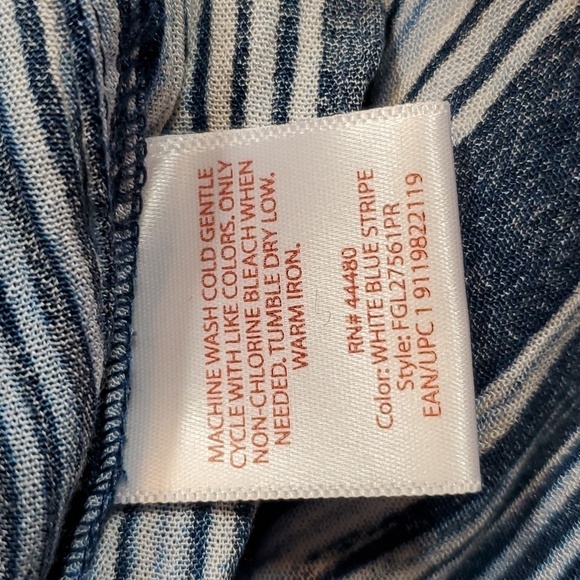 MACHINE WASH COLD GENTLE
CYCLE WITH LIKE COLORS. ONLY
NON-CHLORINE BLEACH WHEN
NEEDED. TUMBLE DRY LOW.
WARM IRON.
RN# 44480
Color: WHITE BLUE STRIPE
Style: FGL27561PR
EAN/UPC 1 9119822119